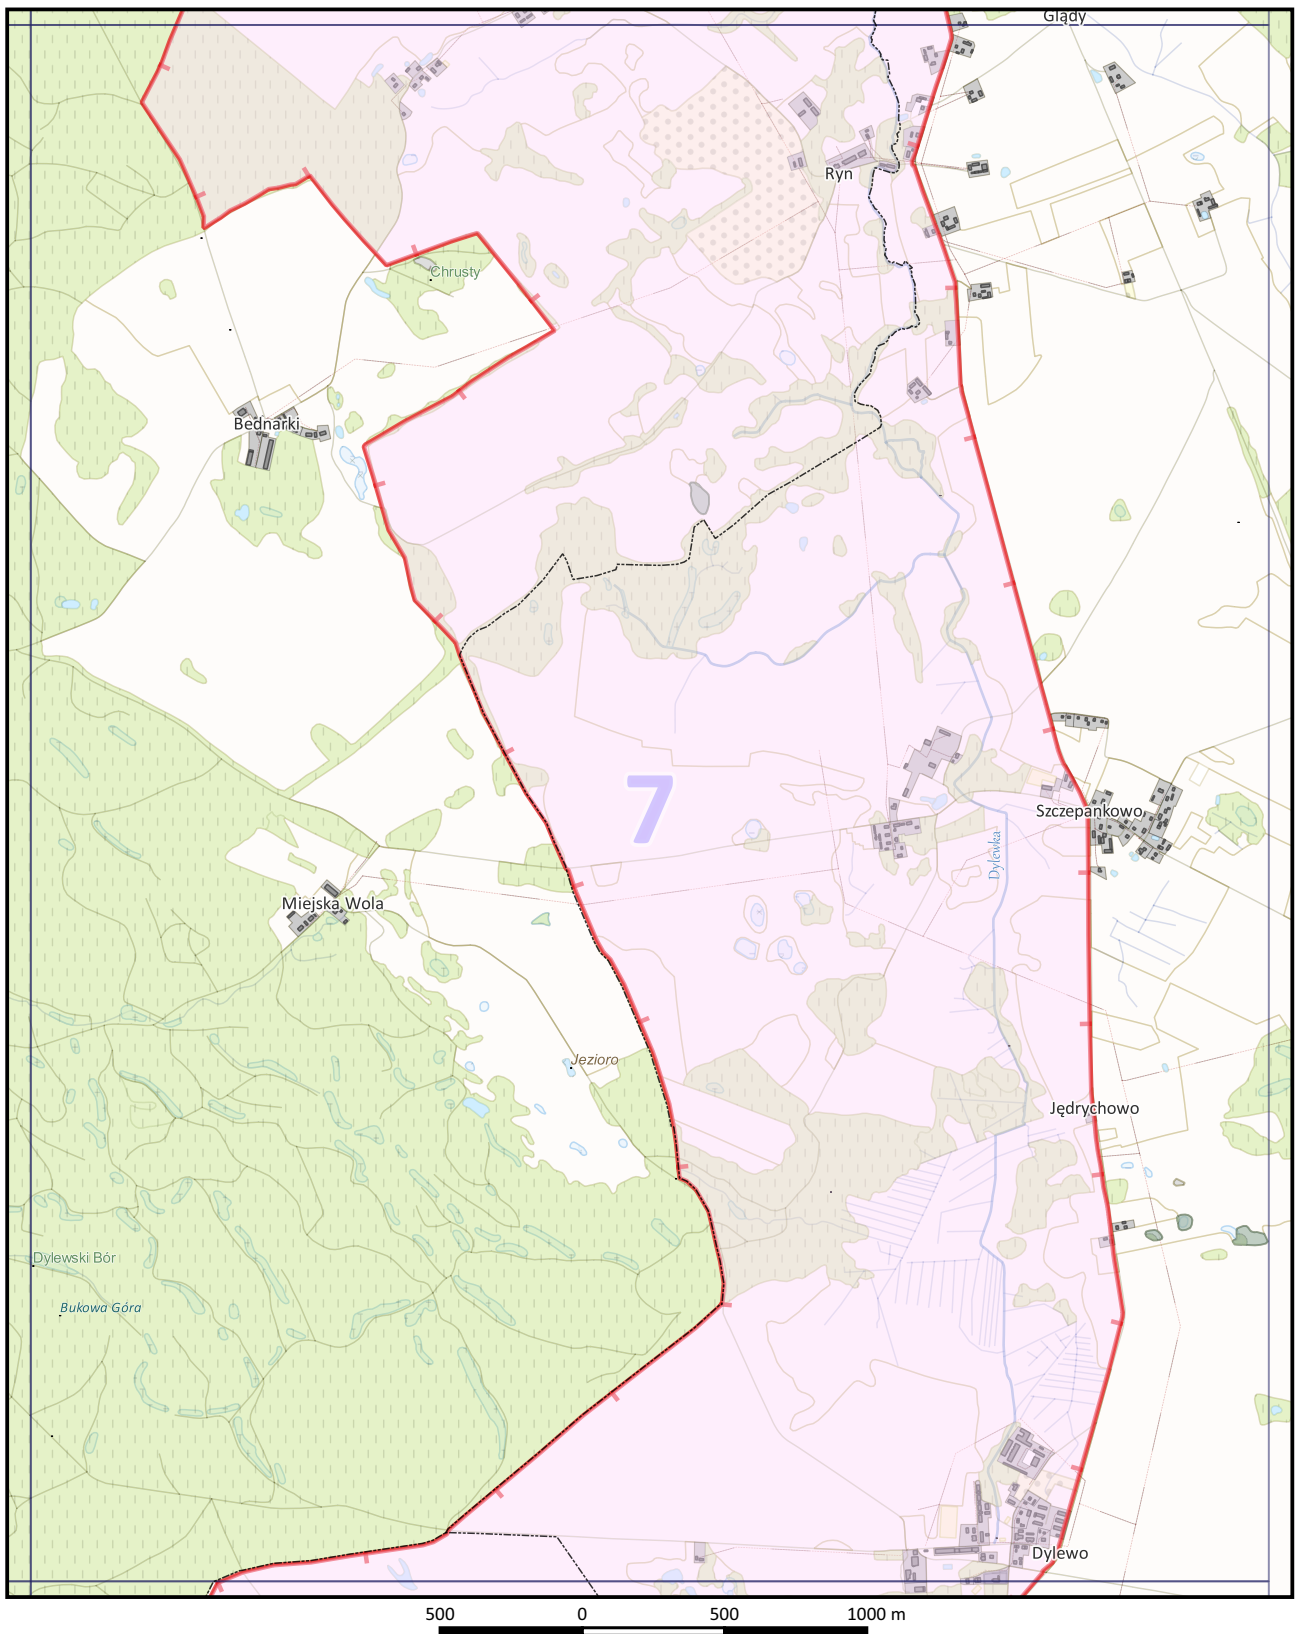 Glądy
Ryn
Chrusty
Bednarki
7
Szczepankowo
Dylewka
Miejska Wola
Jezioro
Jędrychowo
Dylewski Bór
Bukowa Góra
Dylewo
500 0 500 1000 m